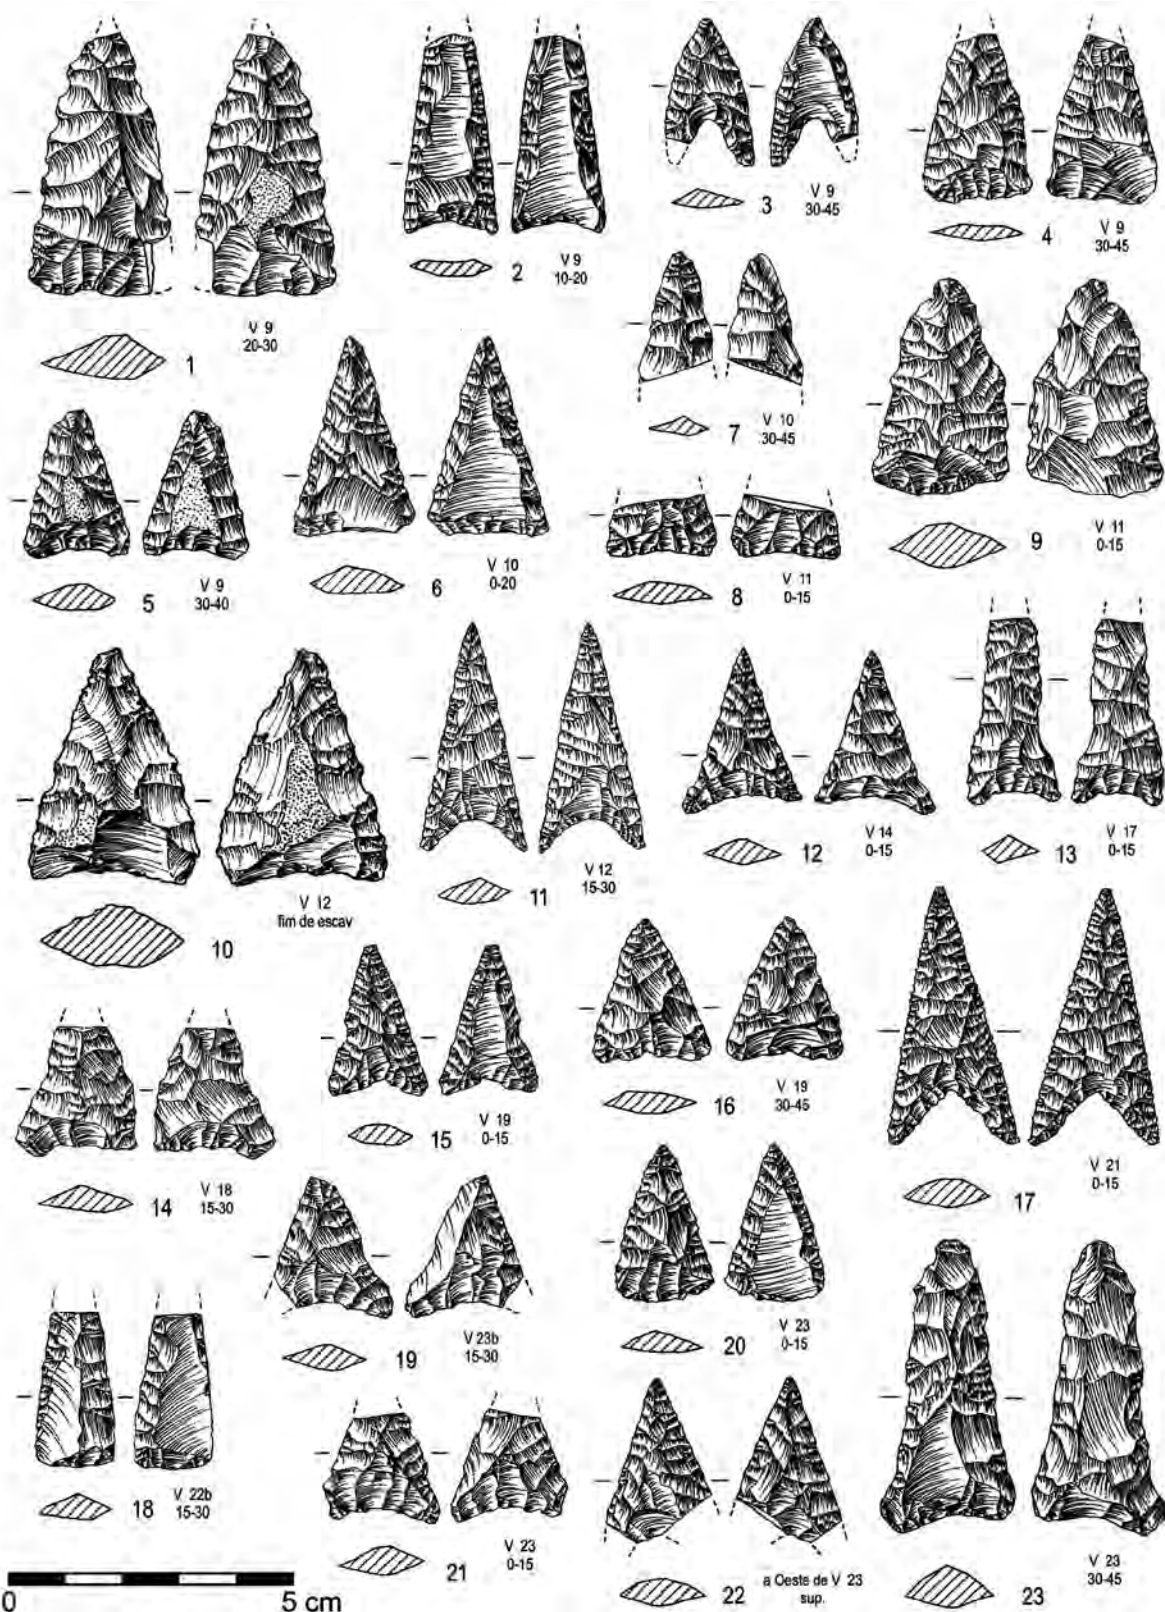 1
V 9
20-30
2
V 9
10-20
3
V 9
30-45
4
V 9
30-45
5
V 9
30-40
6
V 10
0-20
7
V 10
30-45
8
V 11
0-15
9
V 11
0-15
10
V 12
fim de escav
11
V 12
15-30
12
V 14
0-15
13
V 17
0-15
14
V 18
15-30
15
V 19
0-15
16
V 19
30-45
17
V 21
0-15
18
V 22b
15-30
19
V 23b
15-30
20
V 23
0-15
21
V 23
0-15
22
a Oeste de V 23
sup.
23
V 23
30-45
0 5 cm